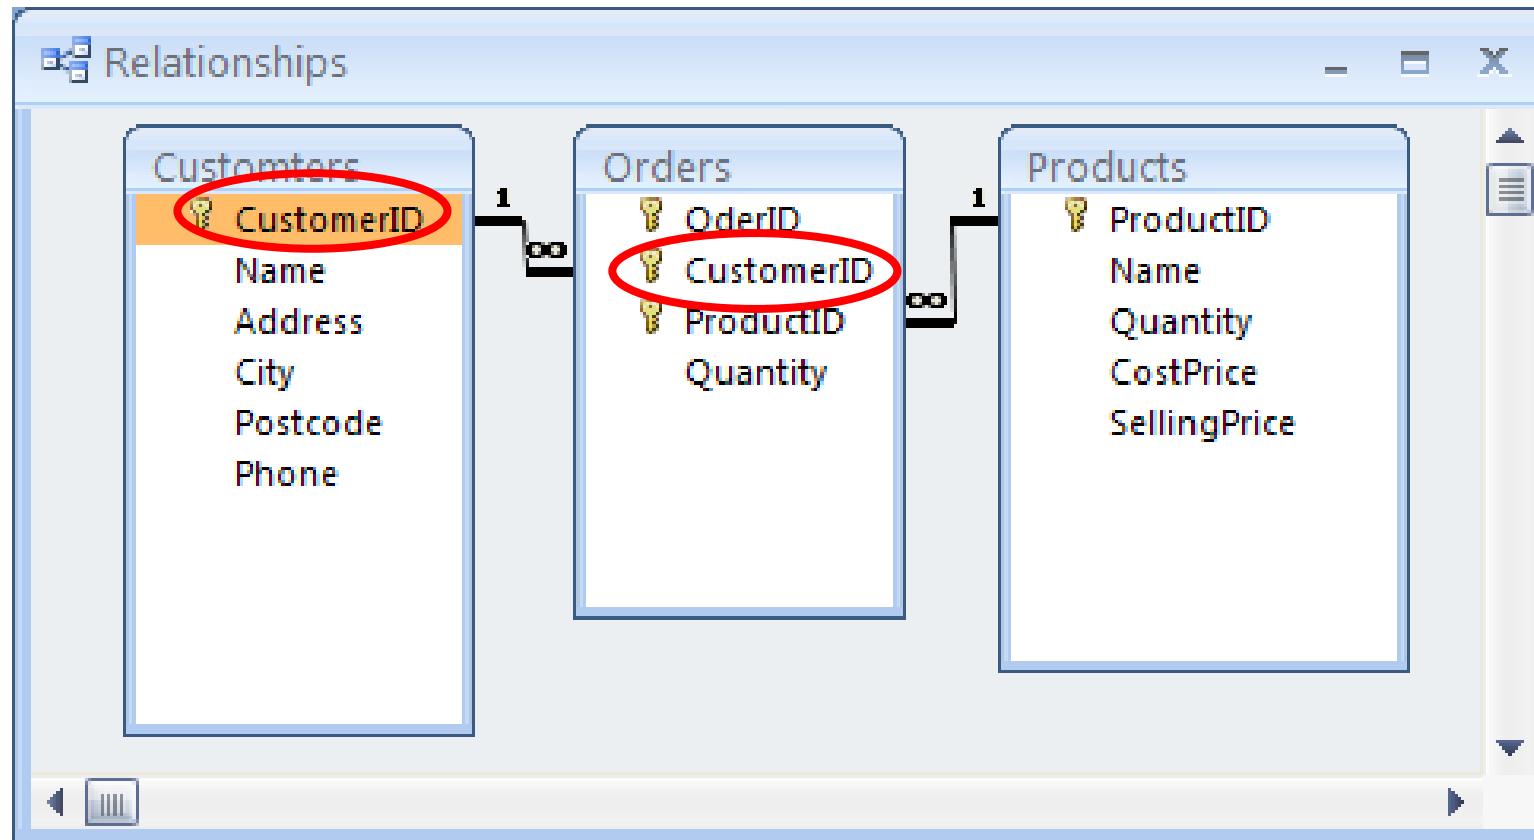 Relationships
Customters
CustomerID
Name
Address
City
Postcode
Phone
1
∞
Orders
OderID
CustomerID
ProductID
Quantity
1
∞
Products
ProductID
Name
Quantity
CostPrice
SellingPrice